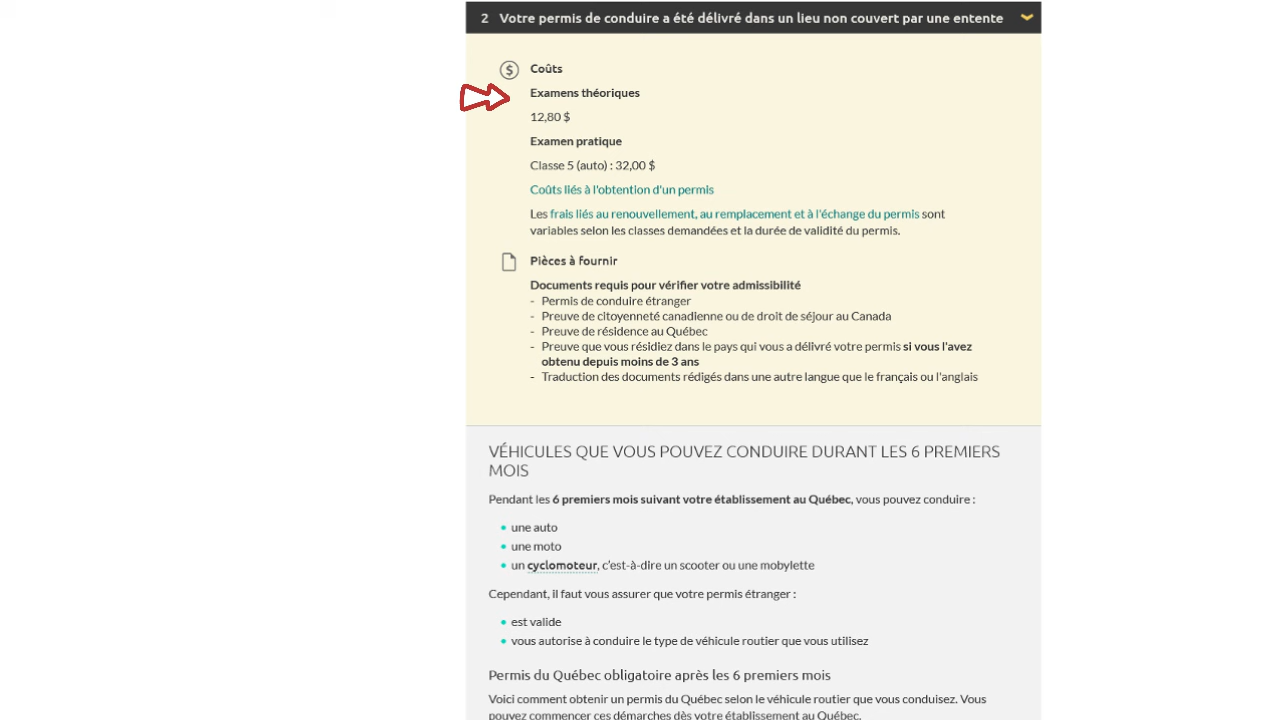 2 Votre permis de conduire a été délivré dans un lieu non couvert par une entente
$ Coûts
Examens théoriques
12,80 $
Examen pratique
Classe 5 (auto) : 32,00 $
Coûts liés à l'obtention d'un permis
Les frais liés au renouvellement, au remplacement et à l'échange du permis sont
variables selon les classes demandées et la durée de validité du permis.
Pièces à fournir
Documents requis pour vérifier votre admissibilité
- Permis de conduire étranger
- Preuve de citoyenneté canadienne ou de droit de séjour au Canada
- Preuve de résidence au Québec
- Preuve que vous résidiez dans le pays qui vous a délivré votre permis si vous l'avez
obtenu depuis moins de 3 ans
- Traduction des documents rédigés dans une autre langue que le français ou l'anglais
VÉHICULES QUE VOUS POUVEZ CONDUIRE DURANT LES 6 PREMIERS
MOIS
Pendant les 6 premiers mois suivant votre établissement au Québec, vous pouvez conduire :
• une auto
• une moto
• un cyclomoteur, c'est-à-dire un scooter ou une mobylette
Cependant, il faut vous assurer que votre permis étranger :
• est valide
• vous autorise à conduire le type de véhicule routier que vous utilisez
Permis du Québec obligatoire après les 6 premiers mois
Voici comment obtenir un permis du Québec selon le véhicule routier que vous conduisez. Vous
pouvez commencer ces démarches dès votre établissement au Québec.